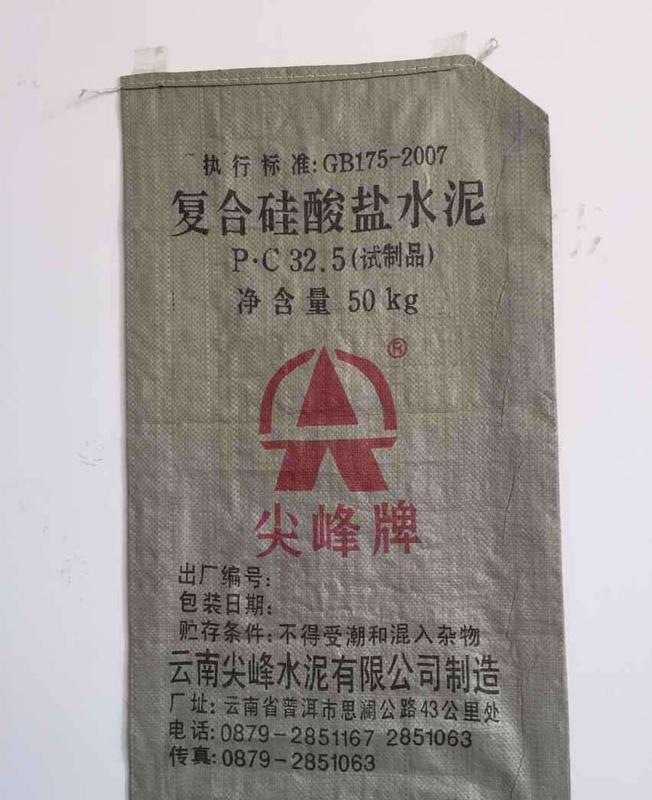 执行标准:GB175-2007
复合硅酸盐水泥
P·C 32.5(试制品)
净含量 50kg
®
尖峰牌
出厂编号:
包装日期:
贮存条件:不得受潮和混入杂物
云南尖峰水泥有限公司制造
厂址:云南省普洱市思澜公路43公里处
电话:0879-2851167 2851063
传真:0879-2851063